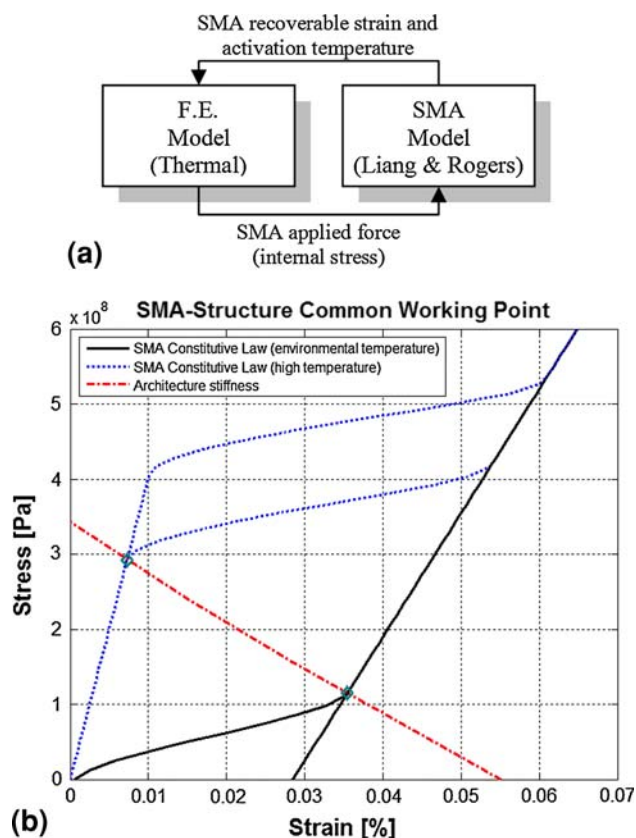 SMA recoverable strain and
activation temperature
F.E.
Model
(Thermal)
SMA
Model
(Liang & Rogers)
SMA applied force
(internal stress)
(a)
SMA-Structure Common Working Point
x 10⁸
SMA Constitutive Law (environmental temperature)
SMA Constitutive Law (high temperature)
Architecture stiffness
Stress [Pa]
6
5
4
3
2
1
0
0 0.01 0.02 0.03 0.04 0.05 0.06 0.07
Strain [%]
(b)